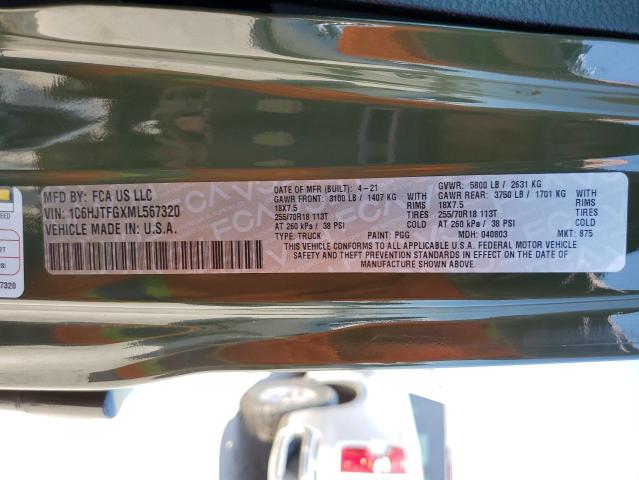 MFD BY: FCA US LLC
VIN: 1C6HJTFGXML567320
VEHICLE MADE IN: U.S.A.
DATE OF MFR (BUILT): 4-21
GAWR FRONT: 3100 LB / 1407 KG
WITH
18X7.5
RIMS
255/70R18 113T
TIRES
AT 260 kPa / 38 PSI
COLD
TYPE: TRUCK
GVWR: 5800 LB / 2631 KG
GAWR REAR: 3750 LB / 1701 KG
WITH
18X7.5
RIMS
255/70R18 113T
TIRES
AT 260 kPa / 38 PSI
COLD
PAINT: PGG
MDH: 040803
MKT: 875
THIS VEHICLE CONFORMS TO ALL APPLICABLE U.S.A. FEDERAL MOTOR VEHICLE
SAFETY AND THEFT PREVENTION STANDARDS IN EFFECT ON THE DATE OF
MANUFACTURE SHOWN ABOVE.
7320